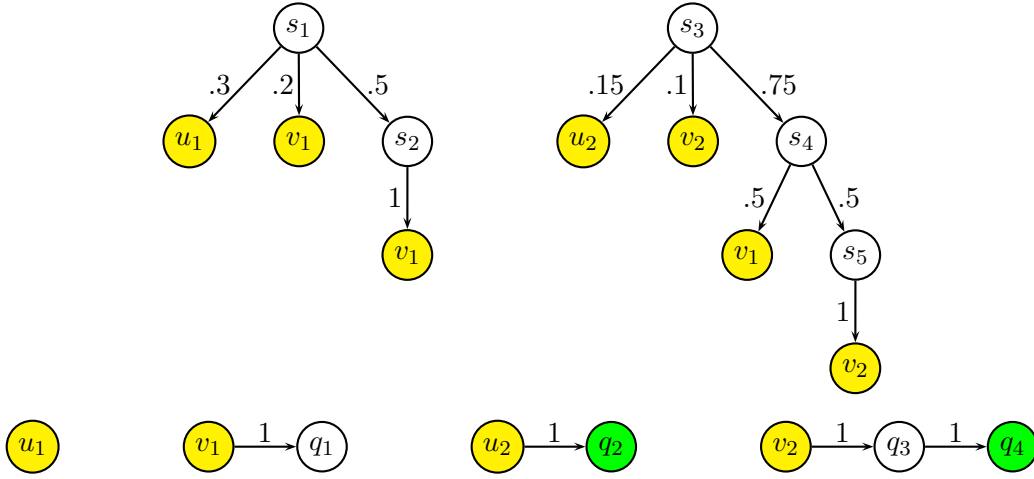 s1 s3
.3 .2 .5 .15 .1 .75
u1 v1 s2 u2 v2 s4
1 .5 .5
v1 v1 s5
1
v2
u1 v1 1 q1 u2 1 q2 v2 1 q3 1 q4